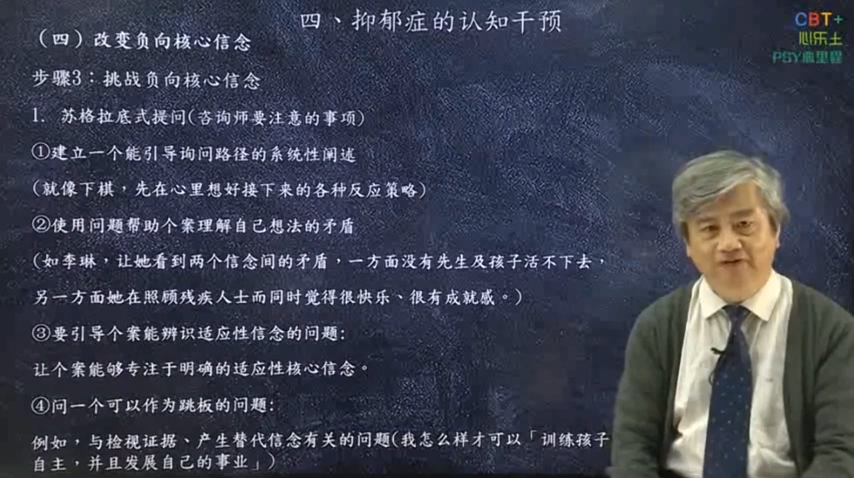 四、抑郁症的认知干预
CBT+
心乐土
PSY心里程
（四）改变负向核心信念
步骤3：挑战负向核心信念
1. 苏格拉底式提问(咨询师要注意的事项)
①建立一个能引导询问路径的系统性阐述
(就像下棋，先在心里想好接下来的各种反应策略)
②使用问题帮助个案理解自己想法的矛盾
(如李琳，让她看到两个信念间的矛盾，一方面没有先生及孩子活不下去，
另一方面她在照顾残疾人士而同时觉得很快乐、很有成就感。)
③要引导个案能辨识适应性信念的问题:
让个案能够专注于明确的适应性核心信念。
④问一个可以作为跳板的问题:
例如，与检视证据、产生替代信念有关的问题(我怎么样才可以「训练孩子
自主，并且发展自己的事业」)